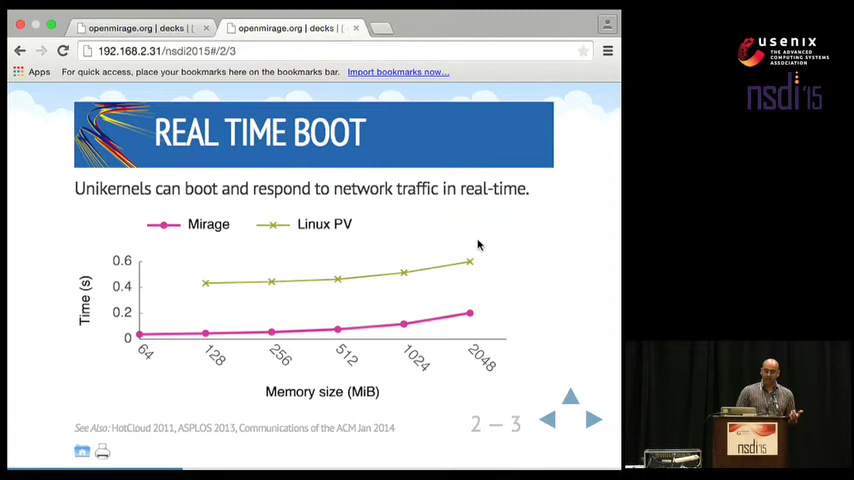 openmirage.org | decks | [
openmirage.org | decks | [
192.168.2.31/nsdi2015#/2/3
Apps For quick access, place your bookmarks here on the bookmarks bar. Import bookmarks now...
REAL TIME BOOT
Unikernels can boot and respond to network traffic in real-time.
Mirage Linux PV
0.6
0.4
0.2
0
Time (s)
64 128 256 512 1024 2048
Memory size (MiB)
See Also: HotCloud 2011, ASPLOS 2013, Communications of the ACM Jan 2014
2 — 3
usenix
THE ADVANCED
COMPUTING SYSTEMS
ASSOCIATION
nsdi'15
nsdi'15